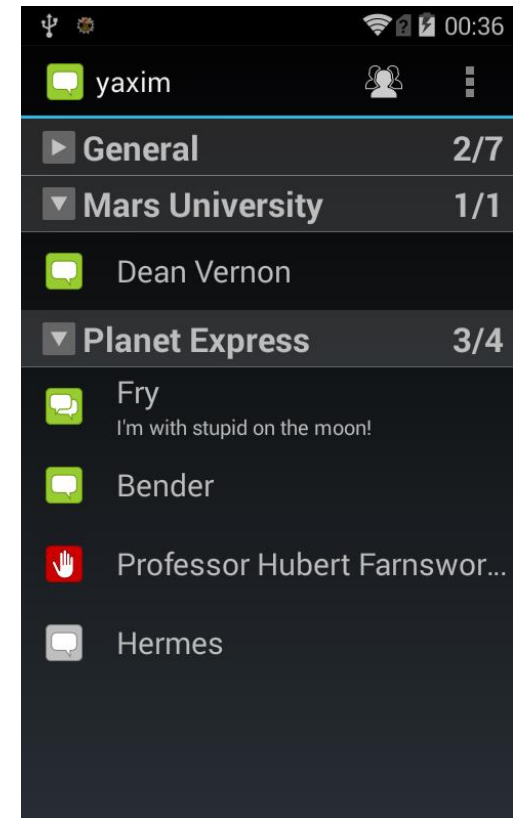 00:36
yaxim
General 2/7
Mars University 1/1
Dean Vernon
Planet Express 3/4
Fry
I'm with stupid on the moon!
Bender
Professor Hubert Farnswor...
Hermes